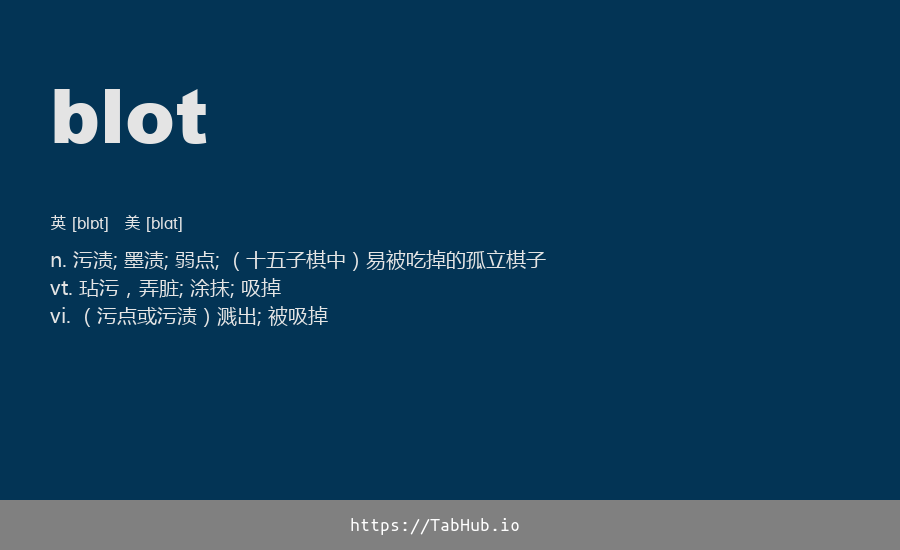 blot
英 [blɒt] 美 [blɑt]
n. 污渍; 墨渍; 弱点; （十五子棋中）易被吃掉的孤立棋子
vt. 玷污，弄脏; 涂抹; 吸掉
vi. （污点或污渍）溅出; 被吸掉
https://TabHub.io